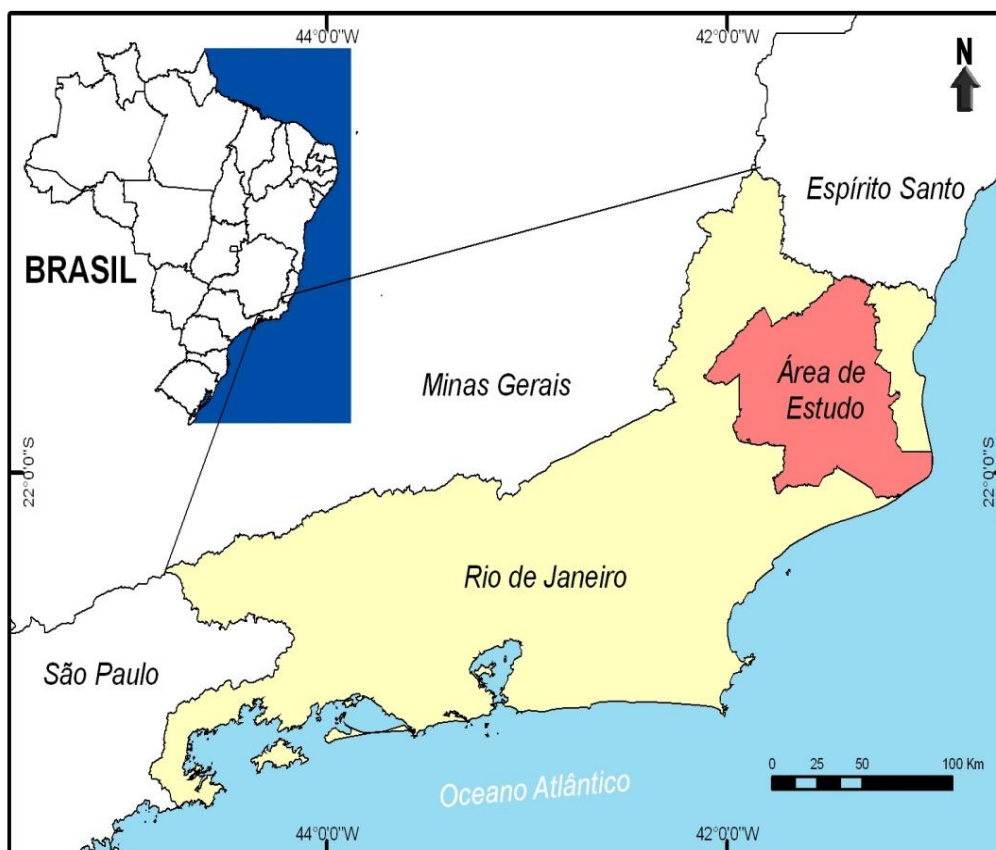 44°0'0"W
42°0'0"W
N
Espírito Santo
BRASIL
Minas Gerais
Área de
Estudo
22°0'0"S
22°0'0"S
Rio de Janeiro
São Paulo
0 25 50 100 Km
Oceano Atlântico
44°0'0"W
42°0'0"W